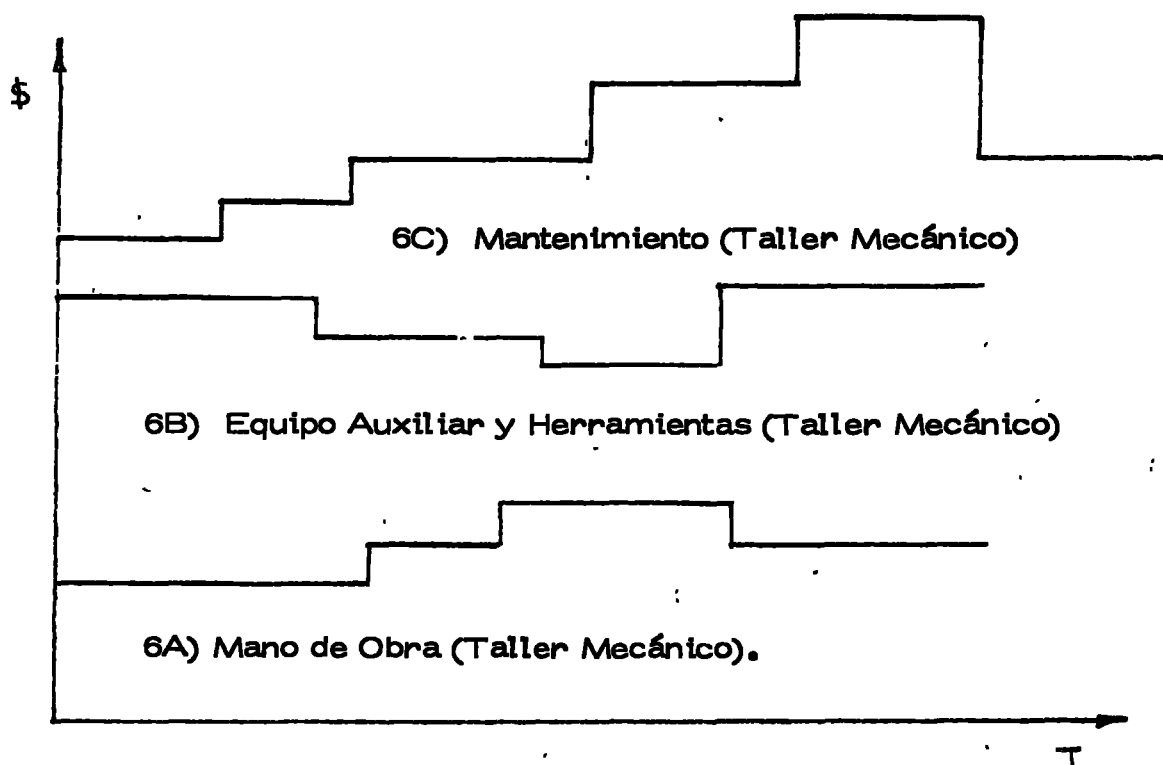 $
6C) Mantenimiento (Taller Mecánico)
6B) Equipo Auxiliar y Herramientas (Taller Mecánico)
6A) Mano de Obra (Taller Mecánico).
T